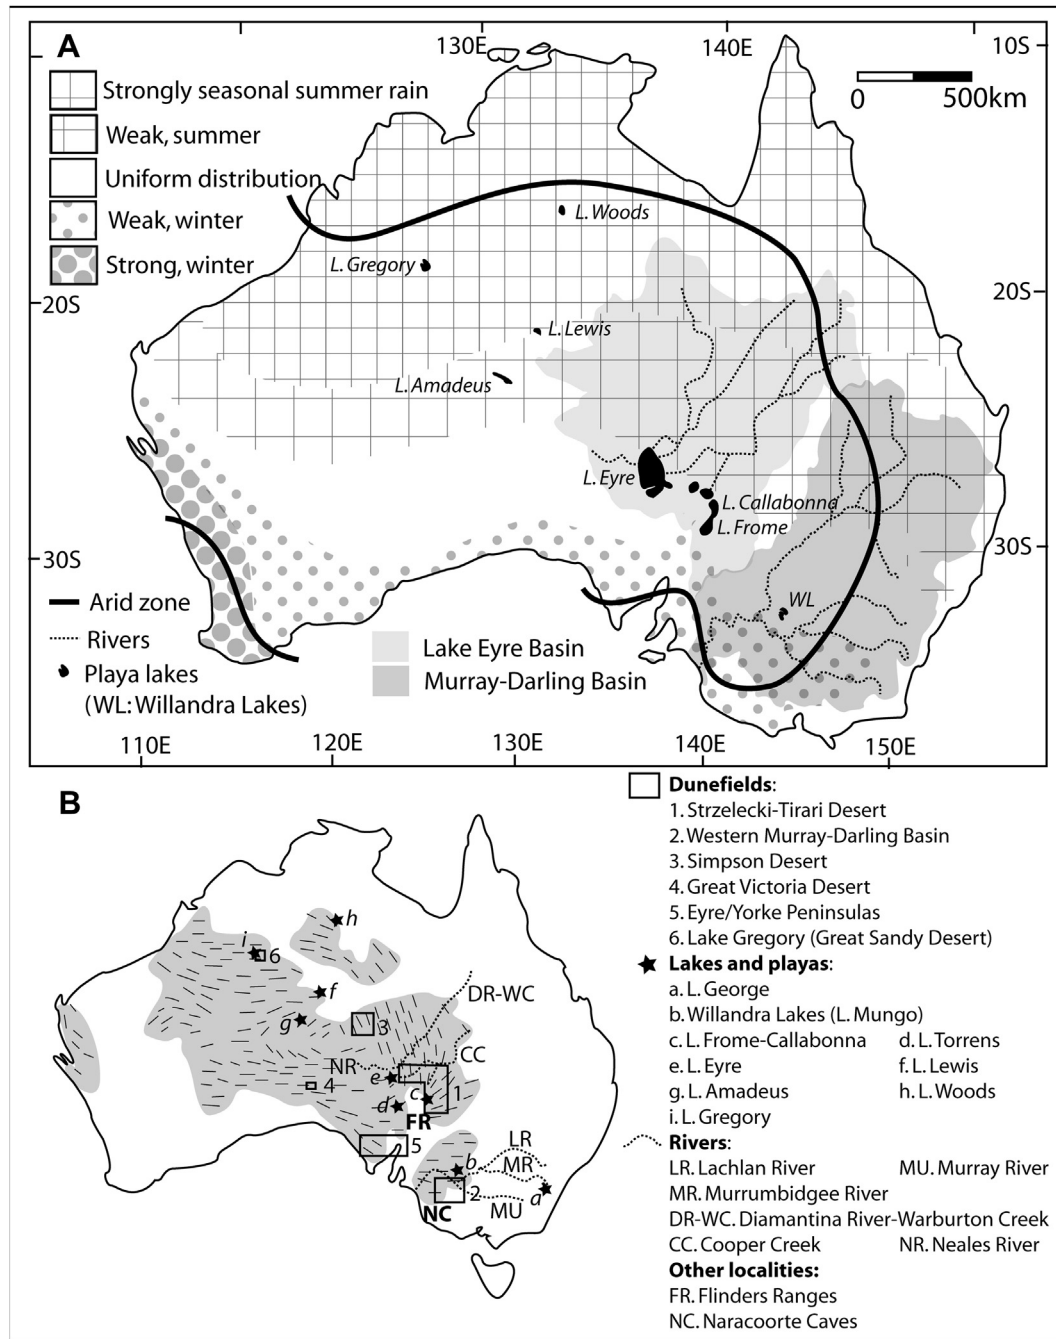 A
130E
140E
10S
Strongly seasonal summer rain
Weak, summer
Uniform distribution
Weak, winter
Strong, winter
0 500km
L. Woods
L. Gregory
20S
20S
L. Lewis
L. Amadeus
L. Eyre
L. Callabonna
L. Frome
30S
30S
WL
Arid zone
Rivers
Playa lakes
(WL: Willandra Lakes)
Lake Eyre Basin
Murray-Darling Basin
110E
120E
130E
140E
150E
B
h
i
6
f
g
3
DR-WC
NR
CC
e
4
c
1
d
FR
5
b
LR
MR
a
2
MU
NC
Dunefields:
1. Strzelecki-Tirari Desert
2. Western Murray-Darling Basin
3. Simpson Desert
4. Great Victoria Desert
5. Eyre/Yorke Peninsulas
6. Lake Gregory (Great Sandy Desert)
Lakes and playas:
a. L. George
b. Willandra Lakes (L. Mungo)
c. L. Frome-Callabonna d. L. Torrens
e. L. Eyre f. L. Lewis
g. L. Amadeus h. L. Woods
i. L. Gregory
Rivers:
LR. Lachlan River MU. Murray River
MR. Murrumbidgee River
DR-WC. Diamantina River-Warburton Creek
CC. Cooper Creek NR. Neales River
Other localities:
FR. Flinders Ranges
NC. Naracoorte Caves